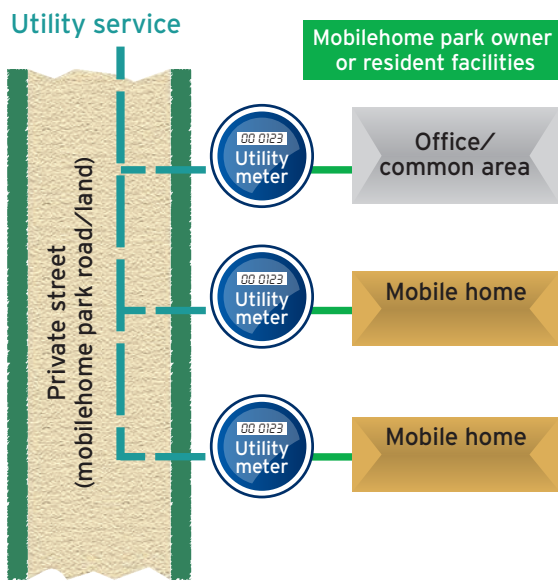 Utility service
Mobilehome park owner
or resident facilities
Private street
(mobilehome park road/land)
00 0123
Utility
meter
Office/
common area
00 0123
Utility
meter
Mobile home
00 0123
Utility
meter
Mobile home